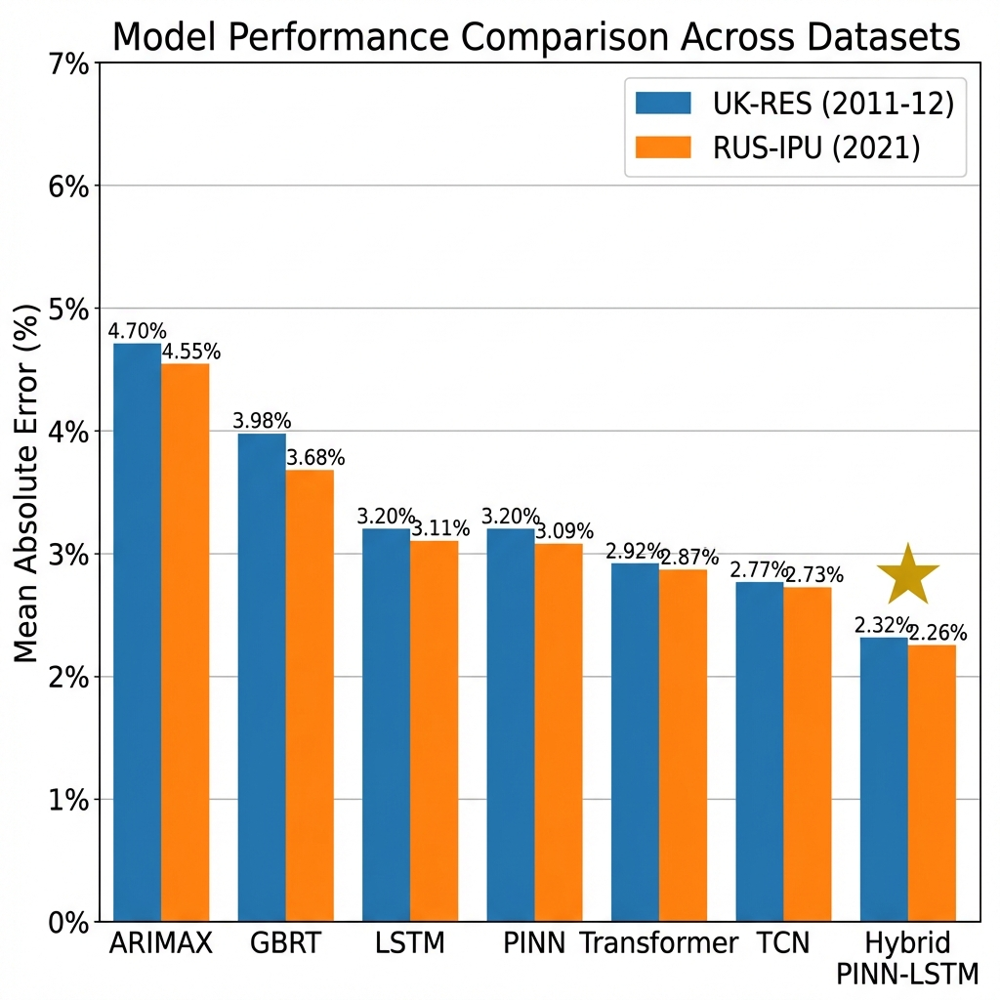 Model Performance Comparison Across Datasets
7%
6%
5%
4%
3%
2%
1%
0%
Mean Absolute Error (%)
UK-RES (2011-12)
RUS-IPU (2021)
4.70%
4.55%
3.98%
3.68%
3.20%
3.11%
3.20%
3.09%
2.92%
2.87%
2.77%
2.73%
2.32%
2.26%
ARIMAX
GBRT
LSTM
PINN
Transformer
TCN
Hybrid
PINN-LSTM